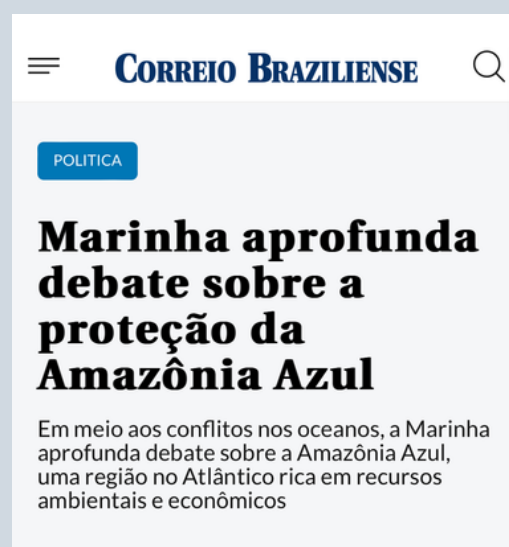 CORREIO BRAZILIENSE
POLITICA
Marinha aprofunda
debate sobre a
proteção da
Amazônia Azul
Em meio aos conflitos nos oceanos, a Marinha
aprofunda debate sobre a Amazônia Azul,
uma região no Atlântico rica em recursos
ambientais e econômicos